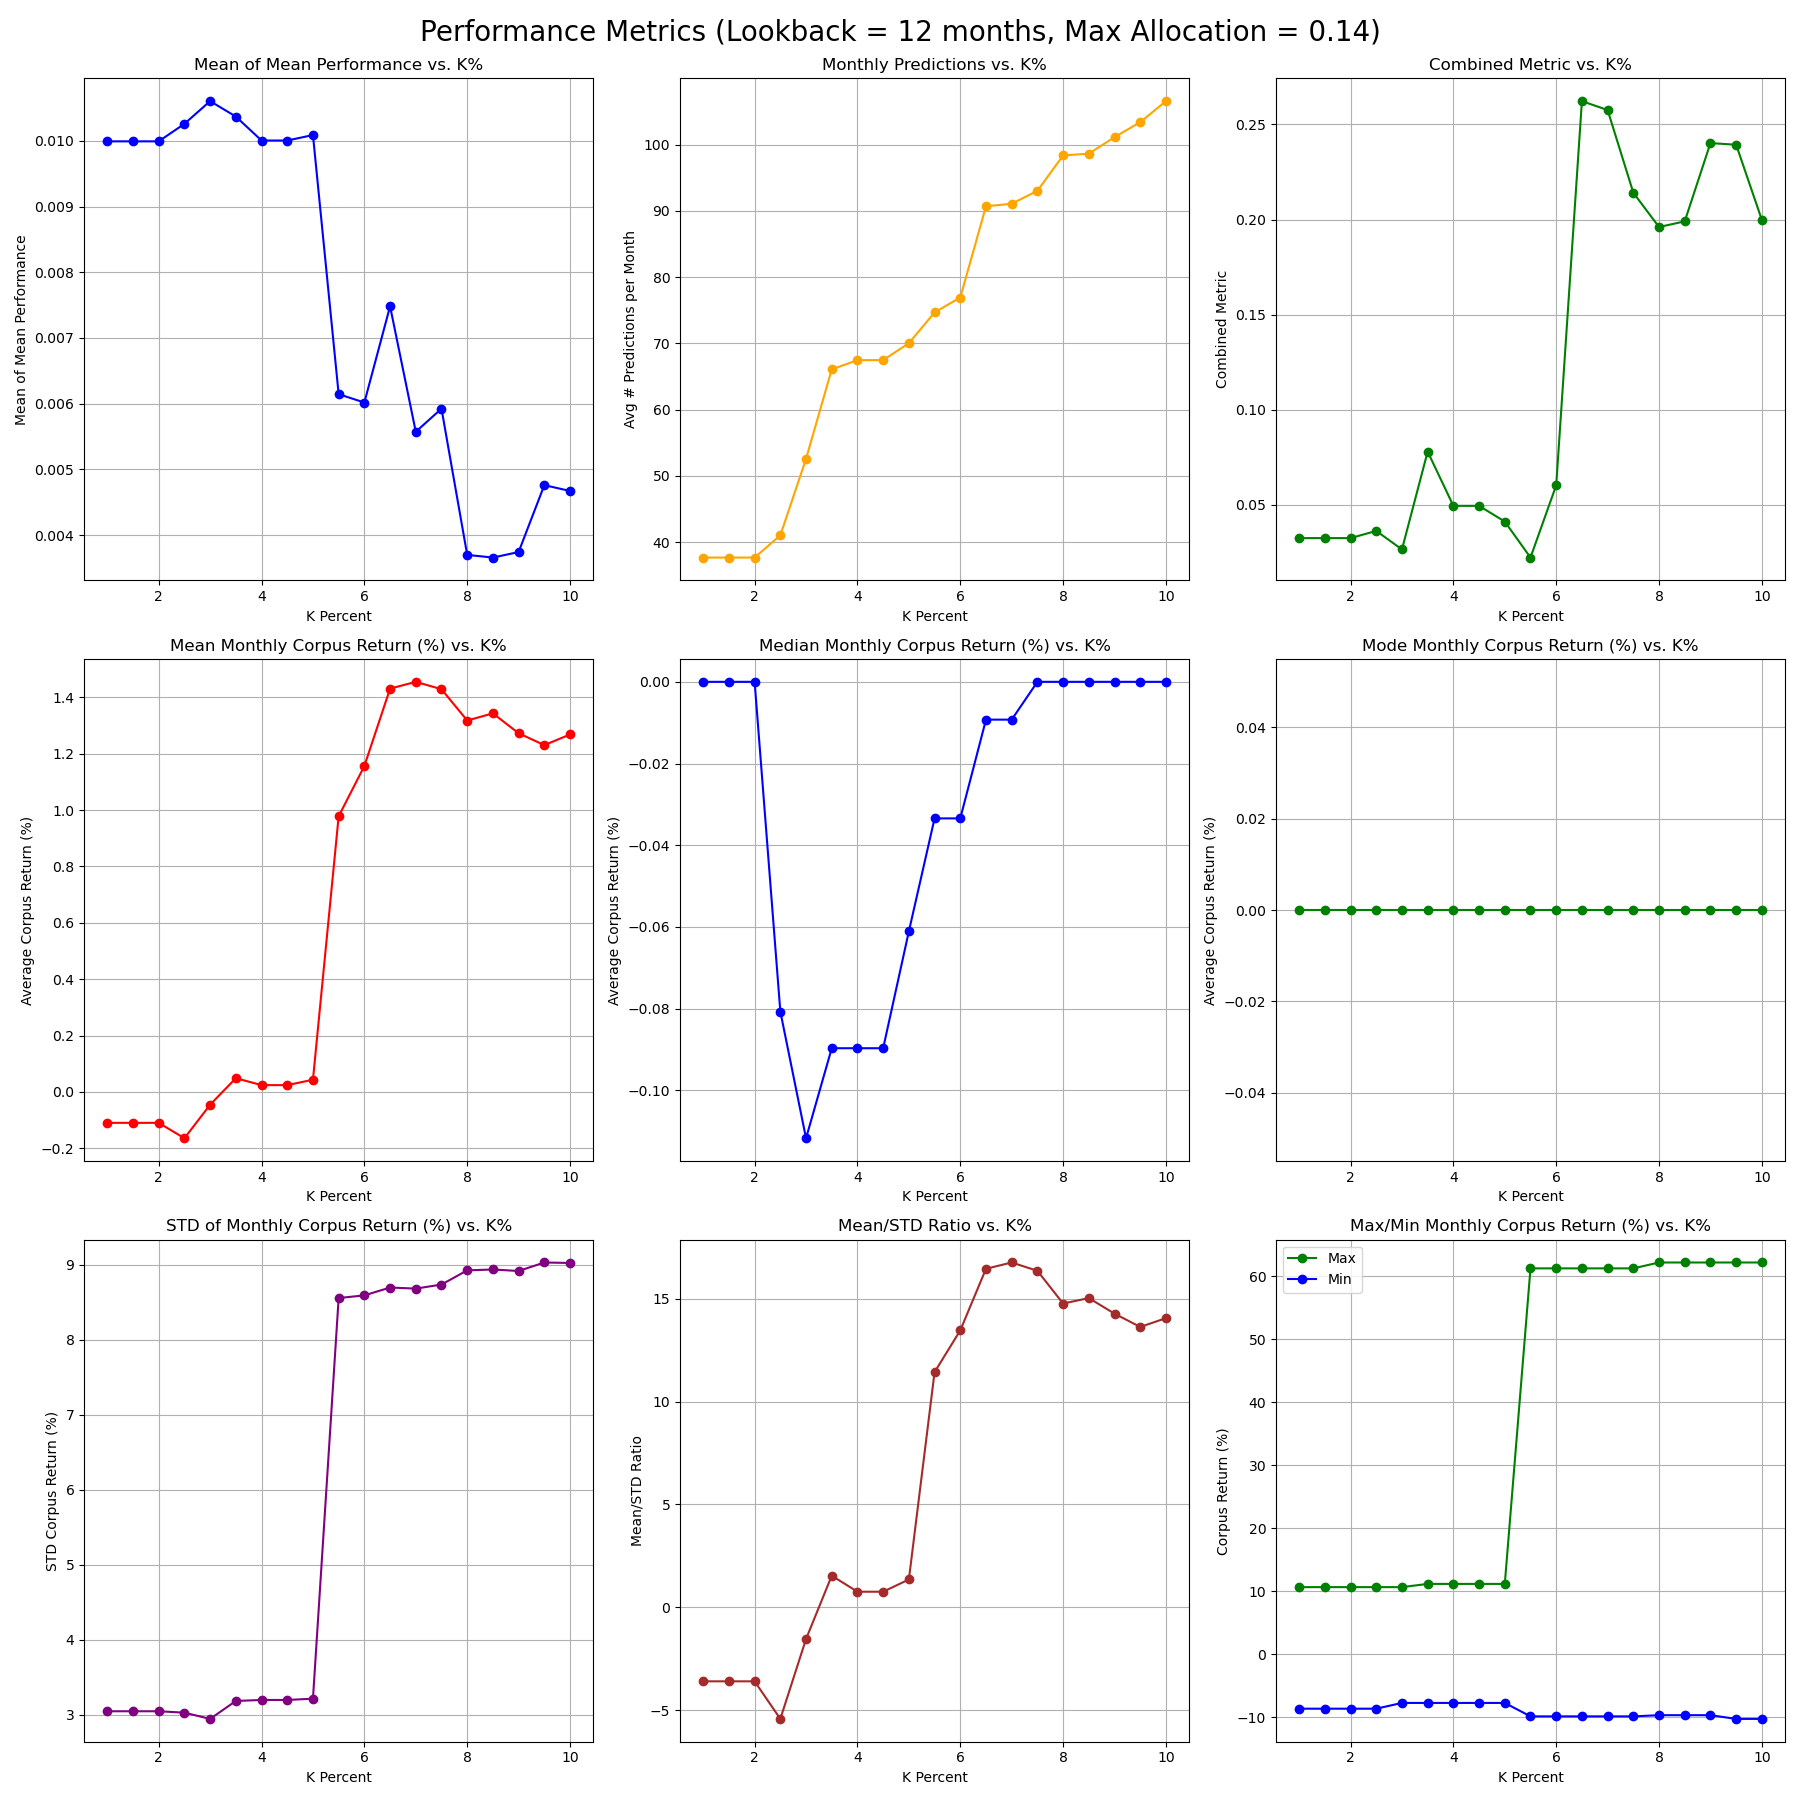 Performance Metrics (Lookback = 12 months, Max Allocation = 0.14)
Mean of Mean Performance vs. K%
Mean of Mean Performance
0.010
0.009
0.008
0.007
0.006
0.005
0.004
2 4 6 8 10
K Percent
Monthly Predictions vs. K%
Avg # Predictions per Month
100
90
80
70
60
50
40
2 4 6 8 10
K Percent
Combined Metric vs. K%
Combined Metric
0.25
0.20
0.15
0.10
0.05
2 4 6 8 10
K Percent
Mean Monthly Corpus Return (%) vs. K%
Average Corpus Return (%)
1.4
1.2
1.0
0.8
0.6
0.4
0.2
0.0
−0.2
2 4 6 8 10
K Percent
Median Monthly Corpus Return (%) vs. K%
Average Corpus Return (%)
0.00
−0.02
−0.04
−0.06
−0.08
−0.10
2 4 6 8 10
K Percent
Mode Monthly Corpus Return (%) vs. K%
Average Corpus Return (%)
0.04
0.02
0.00
−0.02
−0.04
2 4 6 8 10
K Percent
STD of Monthly Corpus Return (%) vs. K%
STD Corpus Return (%)
9
8
7
6
5
4
3
2 4 6 8 10
K Percent
Mean/STD Ratio vs. K%
Mean/STD Ratio
15
10
5
0
−5
2 4 6 8 10
K Percent
Max/Min Monthly Corpus Return (%) vs. K%
Corpus Return (%)
Max
Min
60
50
40
30
20
10
0
−10
2 4 6 8 10
K Percent